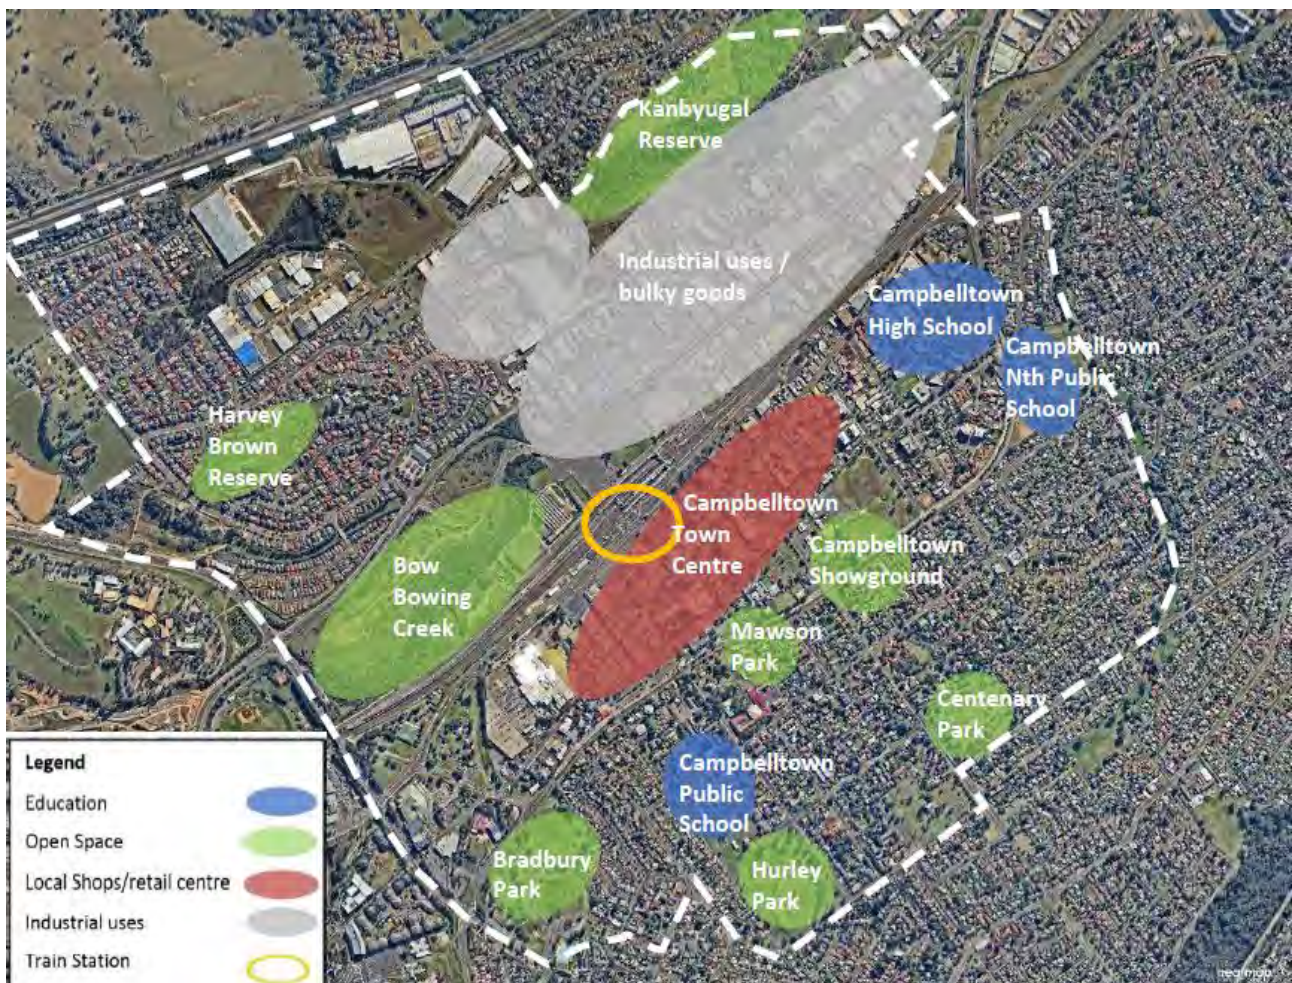 Kanbyugal
Reserve
Industrial uses /
bulky goods
Campbelltown
High School
Campbelltown
Nth Public
School
Harvey
Brown
Reserve
Campbelltown
Town
Centre
Campbelltown
Showground
Bow
Bowing
Creek
Mawson
Park
Centenary
Park
Campbelltown
Public
School
Bradbury
Park
Hurley
Park
Legend
Education
Open Space
Local Shops/retail centre
Industrial uses
Train Station
nearmap